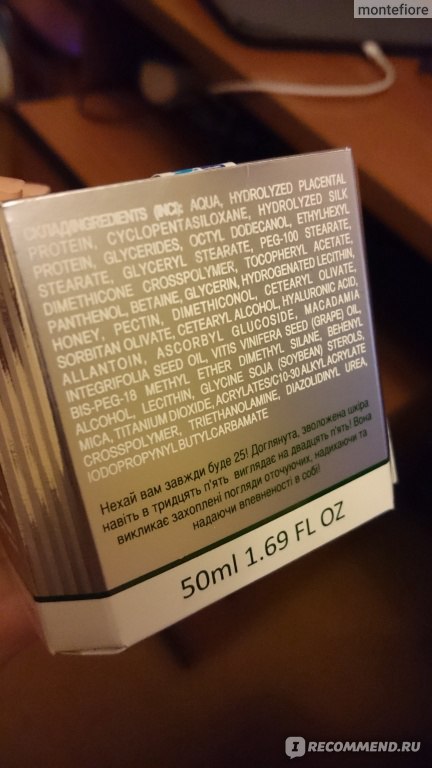 montefiore
СКЛАД/INGREDIENTS (INCI): AQUA, HYDROLYZED PLACENTAL
PROTEIN, CYCLOPENTASILOXANE, HYDROLYZED SILK
PROTEIN, GLYCERIDES, OCTYL DODECANOL, ETHYLHEXYL
STEARATE, GLYCERYL STEARATE, PEG-100 STEARATE,
DIMETHICONE CROSSPOLYMER, TOCOPHERYL ACETATE,
PANTHENOL, BETAINE, GLYCERIN, HYDROGENATED LECITHIN,
HONEY, PECTIN, DIMETHICONOL, CETEARYL OLIVATE,
SORBITAN OLIVATE, CETEARYL ALCOHOL, HYALURONIC ACID,
ALLANTOIN, ASCORBYL GLUCOSIDE, MACADAMIA
INTEGRIFOLIA SEED OIL, VITIS VINIFERA SEED (GRAPE) OIL,
BIS-PEG-18 METHYL ETHER DIMETHYL SILANE, BEHENYL
ALCOHOL, LECITHIN, GLYCINE SOJA (SOYBEAN) STEROLS,
MICA, TITANIUM DIOXIDE, ACRYLATES/C10-30 ALKYL ACRYLATE
CROSSPOLYMER, TRIETHANOLAMINE, DIAZOLIDINYL UREA,
IODOPROPYNYL BUTYLCARBAMATE
Нехай вам завжди буде 25! Доглянута, зволожена шкіра
навіть в тридцять п'ять виглядає на двадцять п'ять! Вона
викликає захоплені погляди оточуючих, надихаючи та
надаючи впевненості в собі!
50ml 1.69 FL OZ
I RECOMMEND.RU